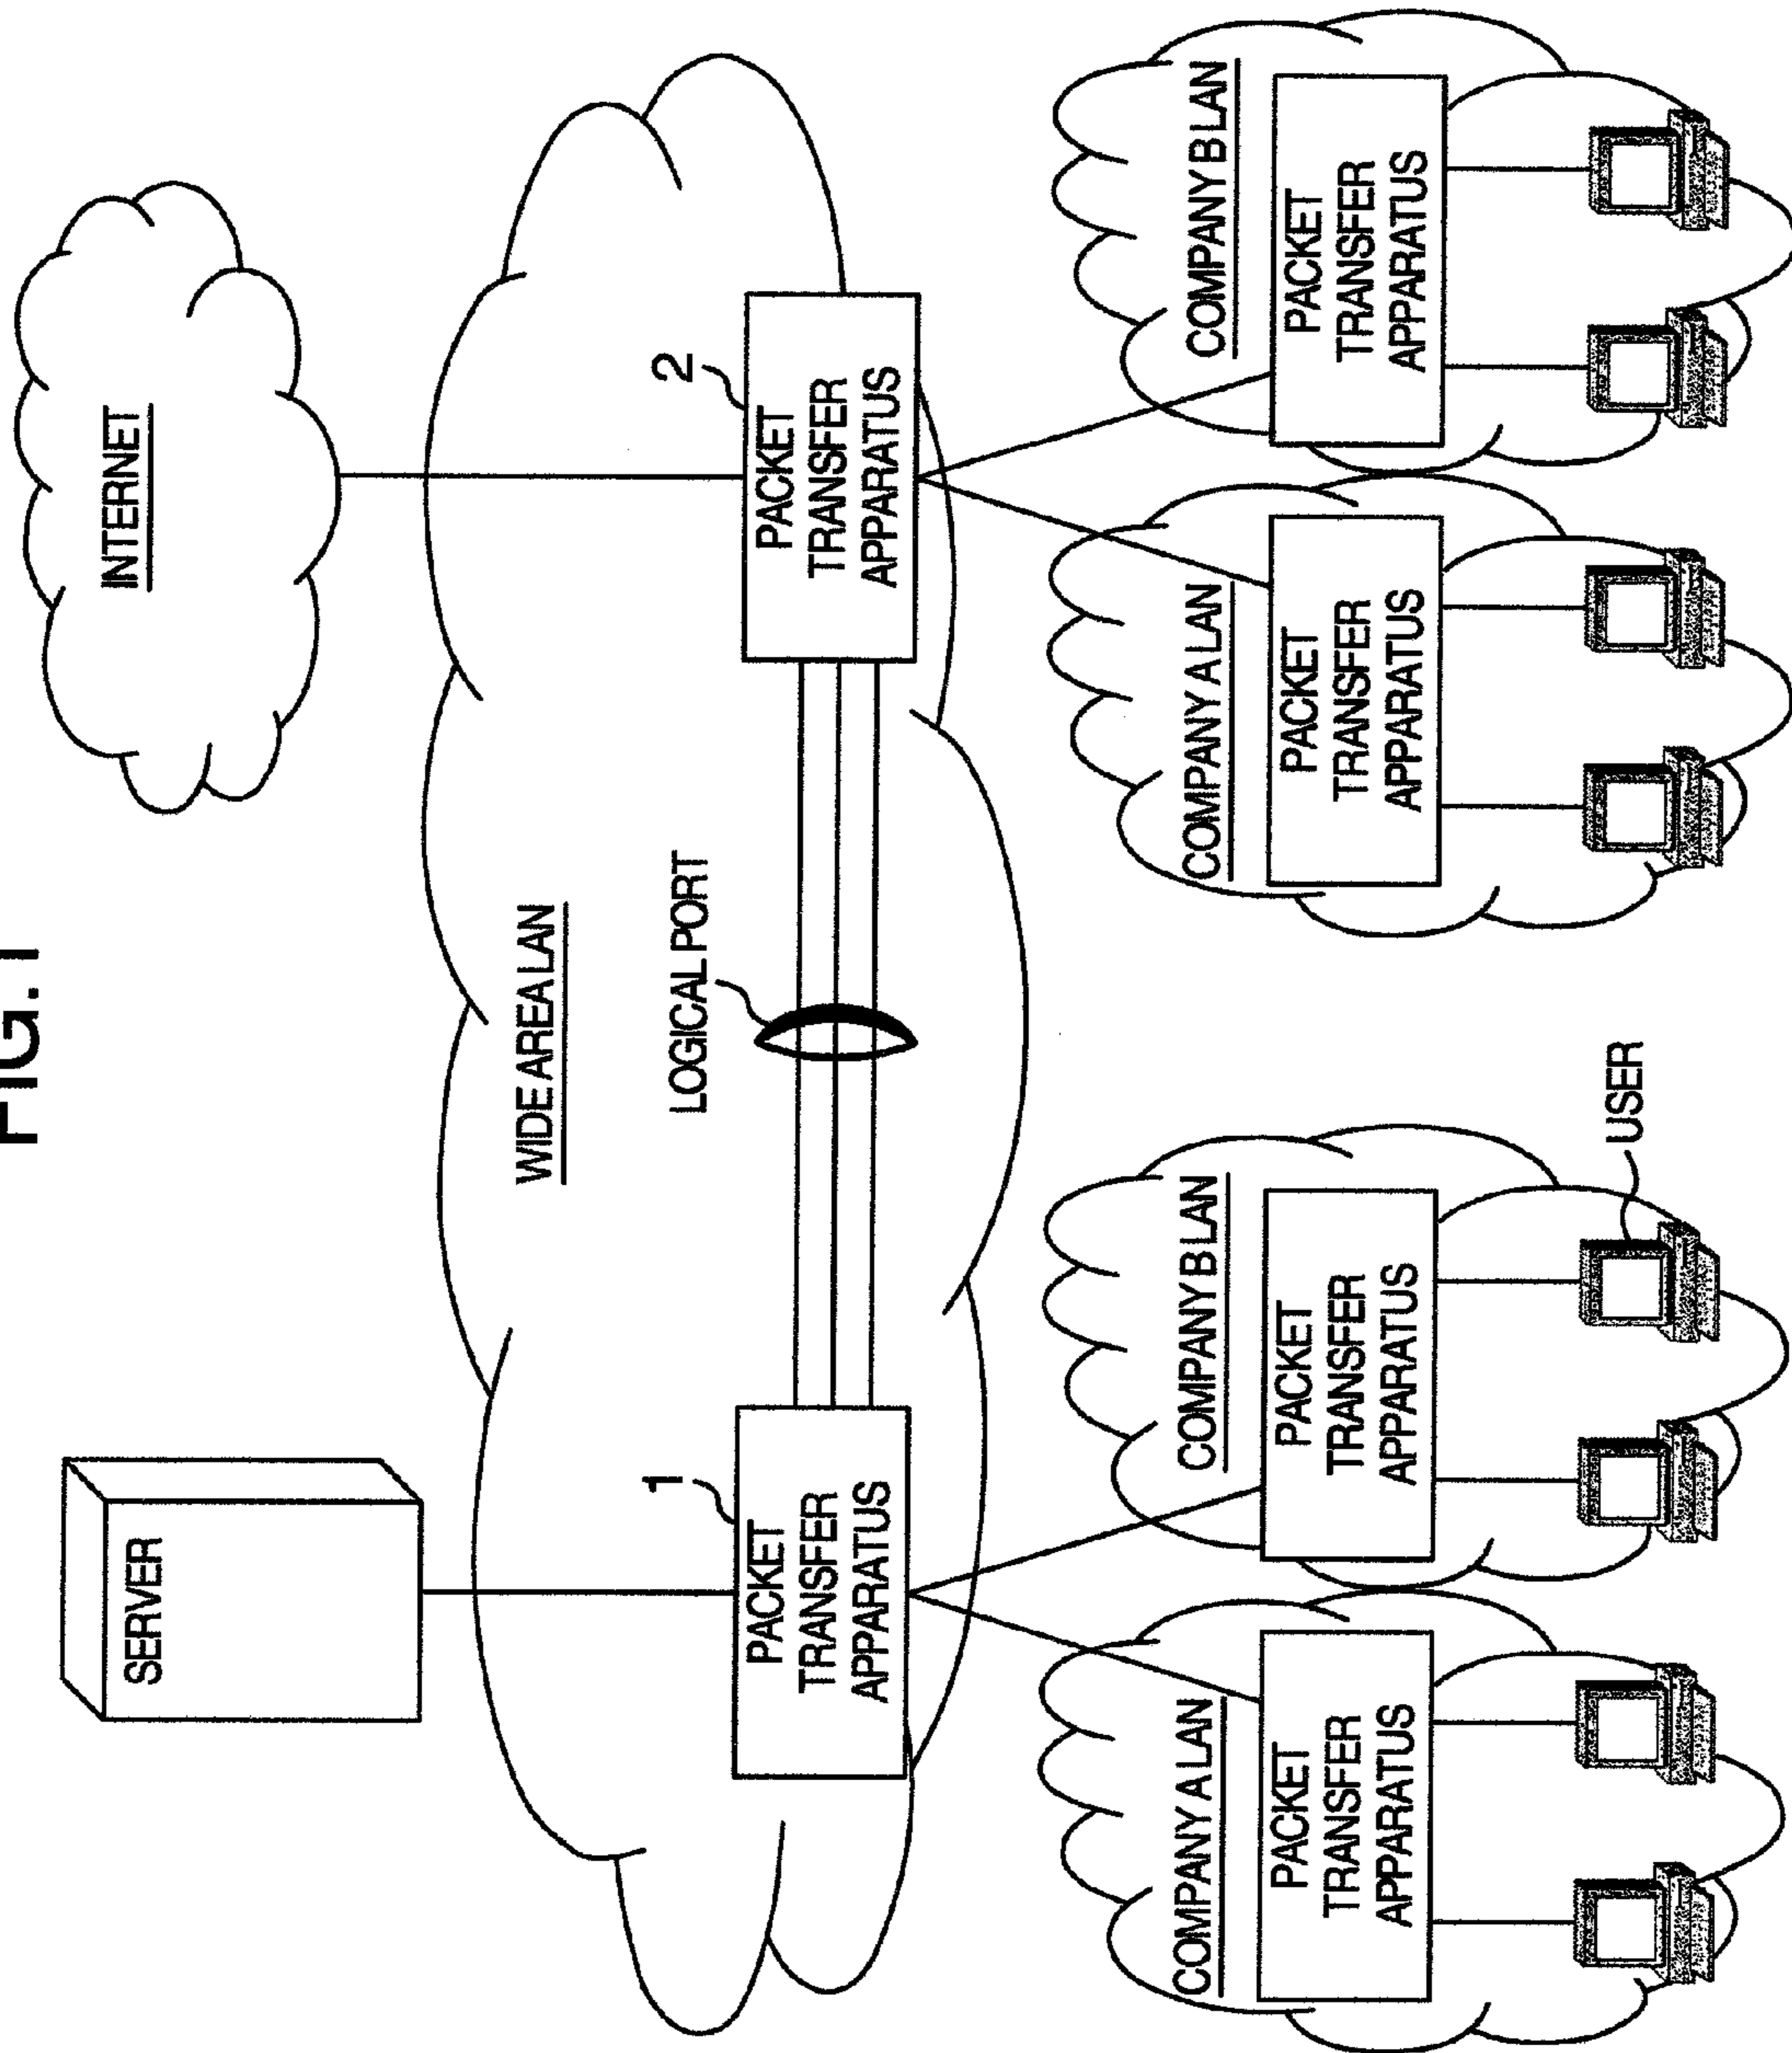 FIG.1
SERVER
INTERNET
WIDE AREA LAN
LOGICAL PORT
1
PACKET
TRANSFER
APPARATUS
2
PACKET
TRANSFER
APPARATUS
COMPANY A LAN
PACKET
TRANSFER
APPARATUS
COMPANY B LAN
PACKET
TRANSFER
APPARATUS
USER
COMPANY A LAN
PACKET
TRANSFER
APPARATUS
COMPANY B LAN
PACKET
TRANSFER
APPARATUS